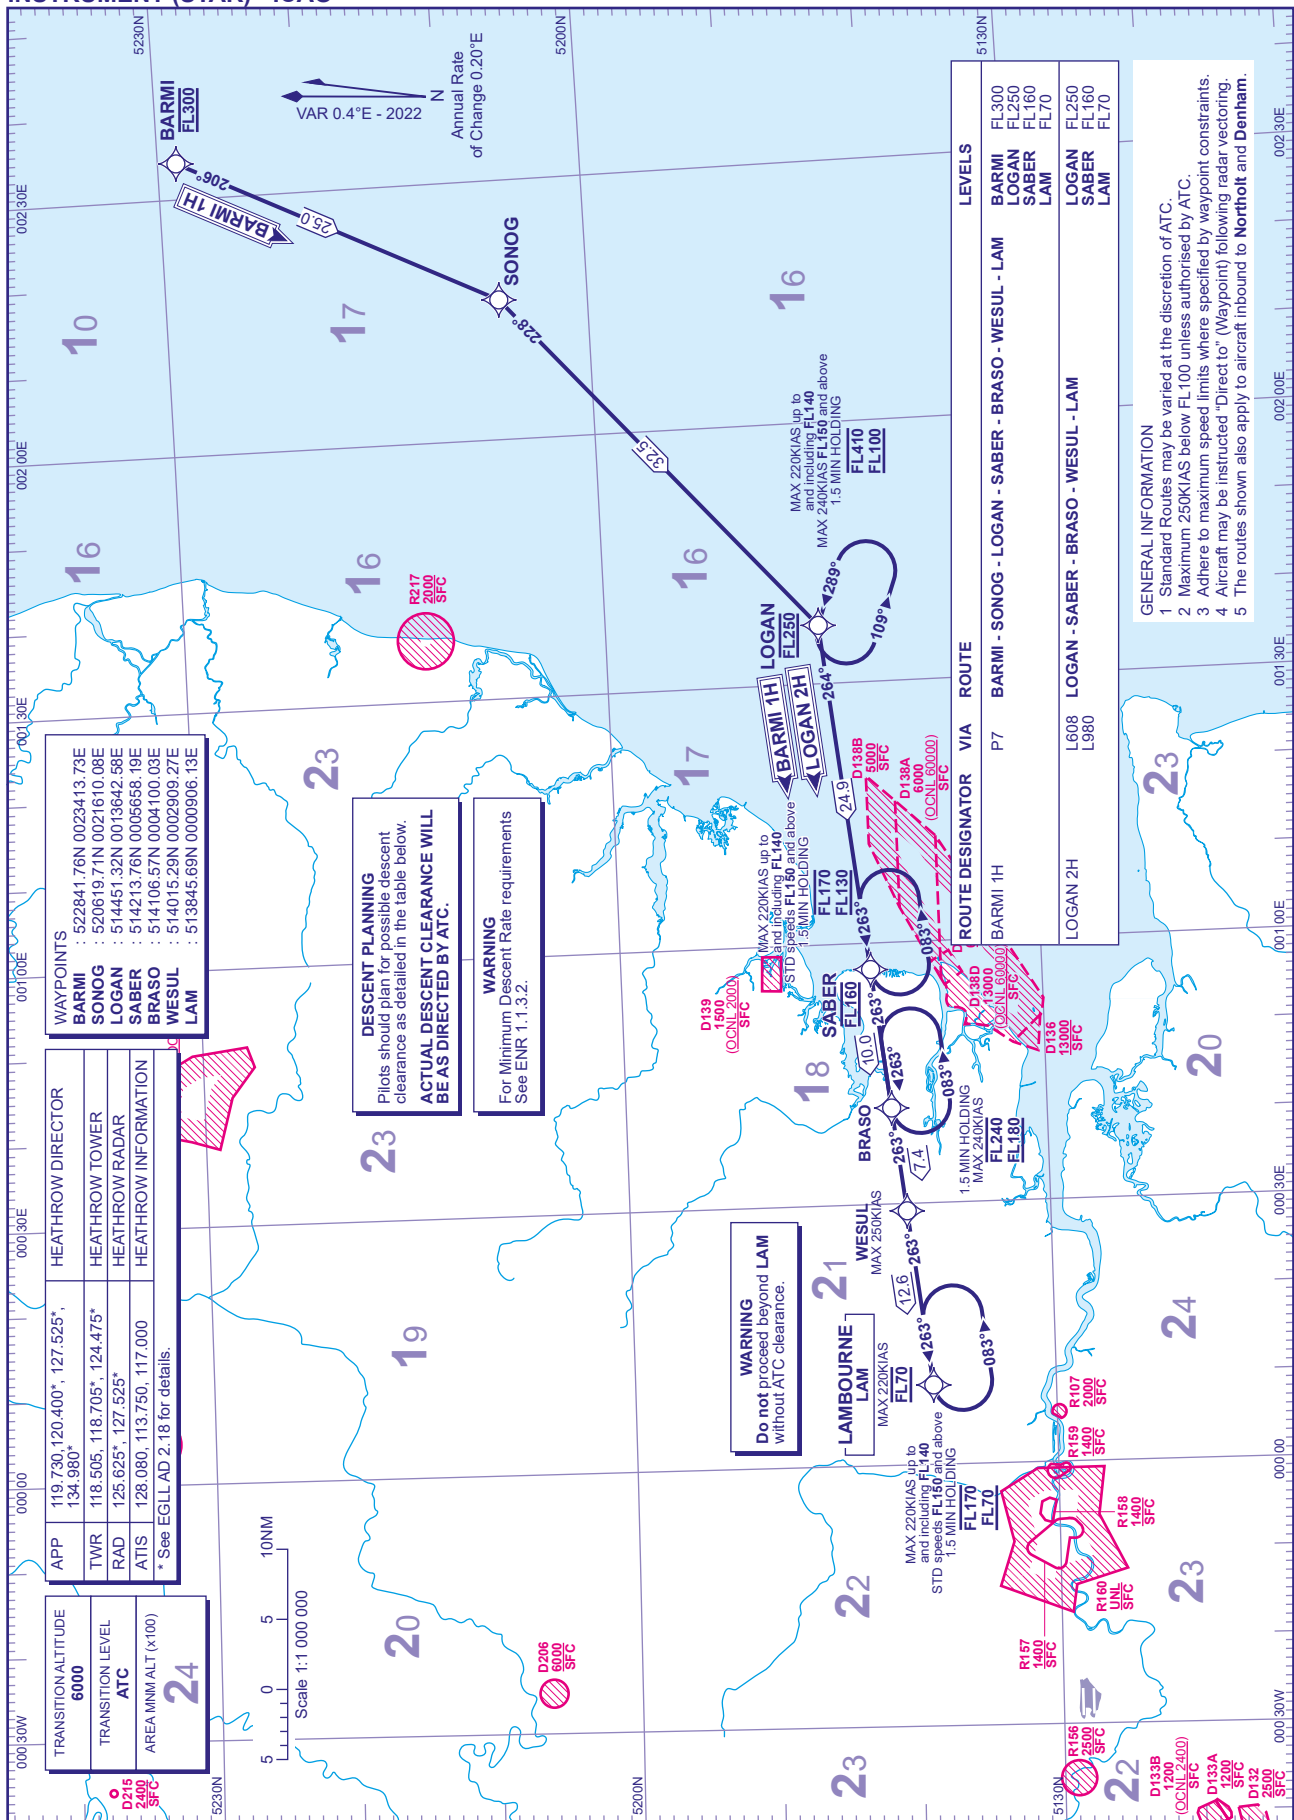 INSTRUMENT (STAR) - ICAO
TRANSITION ALTITUDE
6000
TRANSITION LEVEL
ATC
AREA MNM ALT (x100)
24
APP 119.730,120.400*, 127.525*, 134.980* HEATHROW DIRECTOR
TWR 118.505, 118.705*, 124.475* HEATHROW TOWER
RAD 125.625*, 127.525* HEATHROW RADAR
ATIS 128.080, 113.750, 117.000 HEATHROW INFORMATION
* See EGLL AD 2.18 for details.
WAYPOINTS
BARMI : 522841.76N 0023413.73E
SONOG : 520619.71N 0021610.08E
LOGAN : 514451.32N 0013642.58E
SABER : 514213.76N 0005658.19E
BRASO : 514106.57N 0004100.03E
WESUL : 514015.29N 0002909.27E
LAM : 513845.69N 0000906.13E
5 0 5 10NM
Scale 1:1 000 000
VAR 0.4°E - 2022
N
Annual Rate
of Change 0.20°E
DESCENT PLANNING
Pilots should plan for possible descent
clearance as detailed in the table below.
ACTUAL DESCENT CLEARANCE WILL
BE AS DIRECTED BY ATC.
WARNING
For Minimum Descent Rate requirements
See ENR 1.1.3.2.
WARNING
Do not proceed beyond LAM
without ATC clearance.
BARMI
FL300
206°
BARMI 1H
25.0
SONOG
228°
32.5
LOGAN
FL250
MAX 220KIAS up to
and including FL140
MAX 240KIAS FL150 and above
1.5 MIN HOLDING
FL410
FL100
289°
109°
BARMI 1H
LOGAN 2H
264°
24.9
MAX 220KIAS up to
and including FL140
STD speeds FL150 and above
1.5 MIN HOLDING
FL170
FL130
SABER
FL160
263°
083°
263°
10.0
BRASO
263°
083°
1.5 MIN HOLDING
MAX 240KIAS
FL240
FL180
263°
7.4
WESUL
MAX 250KIAS
263°
12.6
LAMBOURNE
LAM
MAX 220KIAS
FL70
263°
083°
MAX 220KIAS up to
and including FL140
STD speeds FL150 and above
1.5 MIN HOLDING
FL170
FL70
D215
2400
SFC
D206
6000
SFC
R217
2000
SFC
D139
1500
(OCNL 2000)
SFC
D138B
5000
SFC
D138A
6000
(OCNL 60000)
SFC
D138D
13000
(OCNL 60000)
SFC
D136
13000
SFC
R107
2000
SFC
R159
1400
SFC
R158
1400
SFC
R160
UNL
SFC
R157
1400
SFC
R156
2500
SFC
D133B
1200
(OCNL 2400)
SFC
D133A
1200
SFC
D132
2500
SFC
10
17
16
16
16
16
23
17
23
23
18
20
19
21
24
20
22
23
23
22
000 30W
000 00
000 30E
001 00E
001 30E
002 00E
002 30E
000 30W
000 00
000 30E
001 00E
001 30E
002 00E
002 30E
5230N
5200N
5130N
5230N
5200N
5130N
ROUTE DESIGNATOR VIA ROUTE LEVELS
BARMI 1H P7 BARMI - SONOG - LOGAN - SABER - BRASO - WESUL - LAM BARMI FL300
LOGAN FL250
SABER FL160
LAM FL70
LOGAN 2H L608 LOGAN - SABER - BRASO - WESUL - LAM LOGAN FL250
L980 SABER FL160
LAM FL70
GENERAL INFORMATION
1 Standard Routes may be varied at the discretion of ATC.
2 Maximum 250KIAS below FL100 unless authorised by ATC.
3 Adhere to maximum speed limits where specified by waypoint constraints.
4 Aircraft may be instructed "Direct to" (Waypoint) following radar vectoring.
5 The routes shown also apply to aircraft inbound to Northolt and Denham.